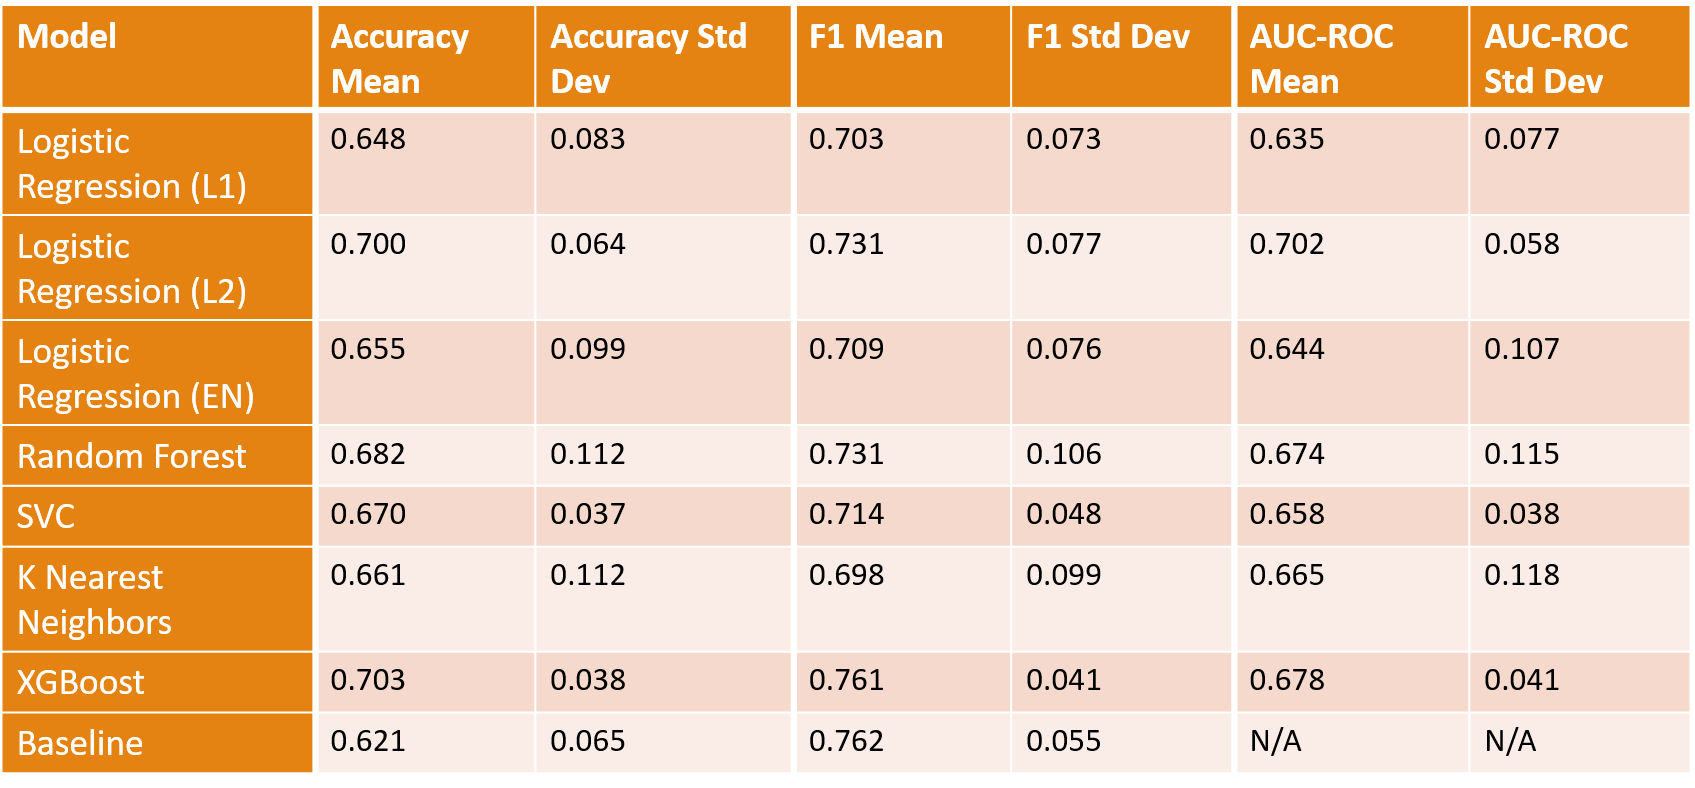 Model Accuracy Mean Accuracy Std Dev F1 Mean F1 Std Dev AUC-ROC Mean AUC-ROC Std Dev
Logistic Regression (L1) 0.648 0.083 0.703 0.073 0.635 0.077
Logistic Regression (L2) 0.700 0.064 0.731 0.077 0.702 0.058
Logistic Regression (EN) 0.655 0.099 0.709 0.076 0.644 0.107
Random Forest 0.682 0.112 0.731 0.106 0.674 0.115
SVC 0.670 0.037 0.714 0.048 0.658 0.038
K Nearest Neighbors 0.661 0.112 0.698 0.099 0.665 0.118
XGBoost 0.703 0.038 0.761 0.041 0.678 0.041
Baseline 0.621 0.065 0.762 0.055 N/A N/A